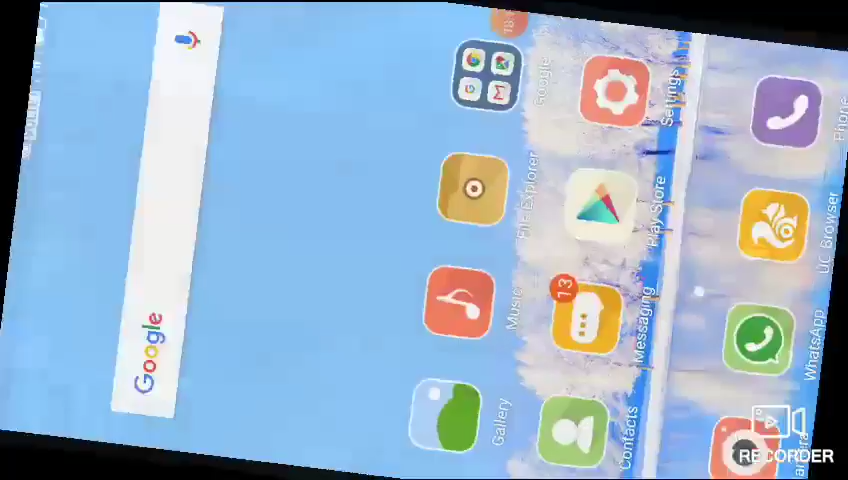 Google
Gallery
Music
File Explorer
Google
Contacts
Messaging
13
Play Store
Settings
WhatsApp
UC Browser
Phone
RECORDER